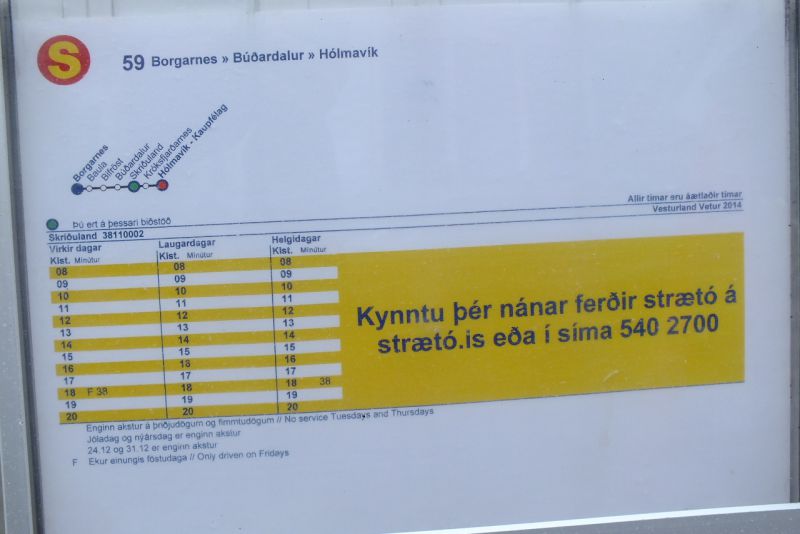 S
59 Borgarnes » Búðardalur » Hólmavík
Borgarnes
Baula
Bifröst
Búðardalur
Skriðuland
Króksfjarðarnes
Hólmavík - Kaupfélag
Þú ert á þessari biðstöð
Allir tímar eru áætlaðir tímar
Skriðuland 38110002
Vesturland Vetur 2014
Virkir dagar Laugardagar Helgidagar
Klst. Mínútur Klst. Mínútur Klst. Mínútur
08 08 08
09 09 09
10 10 10
11 11 11
12 12 12
13 13 13
14 14 14
15 15 15
16 16 16
17 17 17
18 F 38 18 18 38
19 19 19
20 20 20
Kynntu þér nánar ferðir strætó á
strætó.is eða í síma 540 2700
Enginn akstur á þriðjudögum og fimmtudögum // No service Tuesdays and Thursdays
Jóladag og nýársdag er enginn akstur
24.12 og 31.12 er enginn akstur
F Ekur einungis föstudaga // Only driven on Fridays